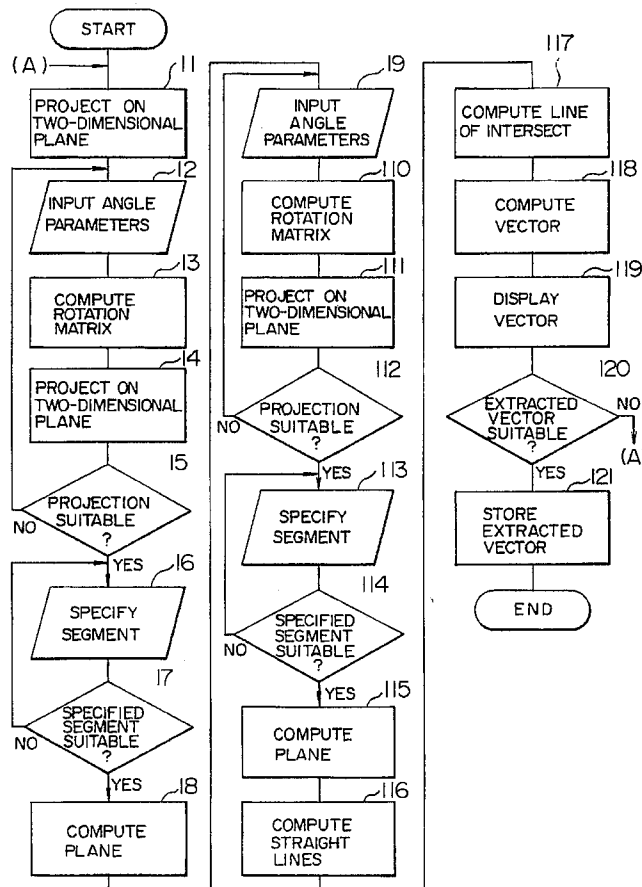 START
(A)
11
PROJECT ON
TWO-DIMENSIONAL
PLANE
12
INPUT ANGLE
PARAMETERS
13
COMPUTE
ROTATION
MATRIX
14
PROJECT ON
TWO-DIMENSIONAL
PLANE
15
PROJECTION
SUITABLE
?
NO
YES
16
SPECIFY
SEGMENT
17
SPECIFIED
SEGMENT
SUITABLE
?
NO
YES
18
COMPUTE
PLANE
19
INPUT
ANGLE
PARAMETERS
110
COMPUTE
ROTATION
MATRIX
111
PROJECT ON
TWO-DIMENSIONAL
PLANE
112
PROJECTION
SUITABLE
?
NO
YES
113
SPECIFY
SEGMENT
114
SPECIFIED
SEGMENT
SUITABLE
?
NO
YES
115
COMPUTE
PLANE
116
COMPUTE
STRAIGHT
LINES
117
COMPUTE LINE
OF INTERSECT
118
COMPUTE
VECTOR
119
DISPLAY
VECTOR
120
EXTRACTED
VECTOR
SUITABLE
?
NO
(A
YES
121
STORE
EXTRACTED
VECTOR
END